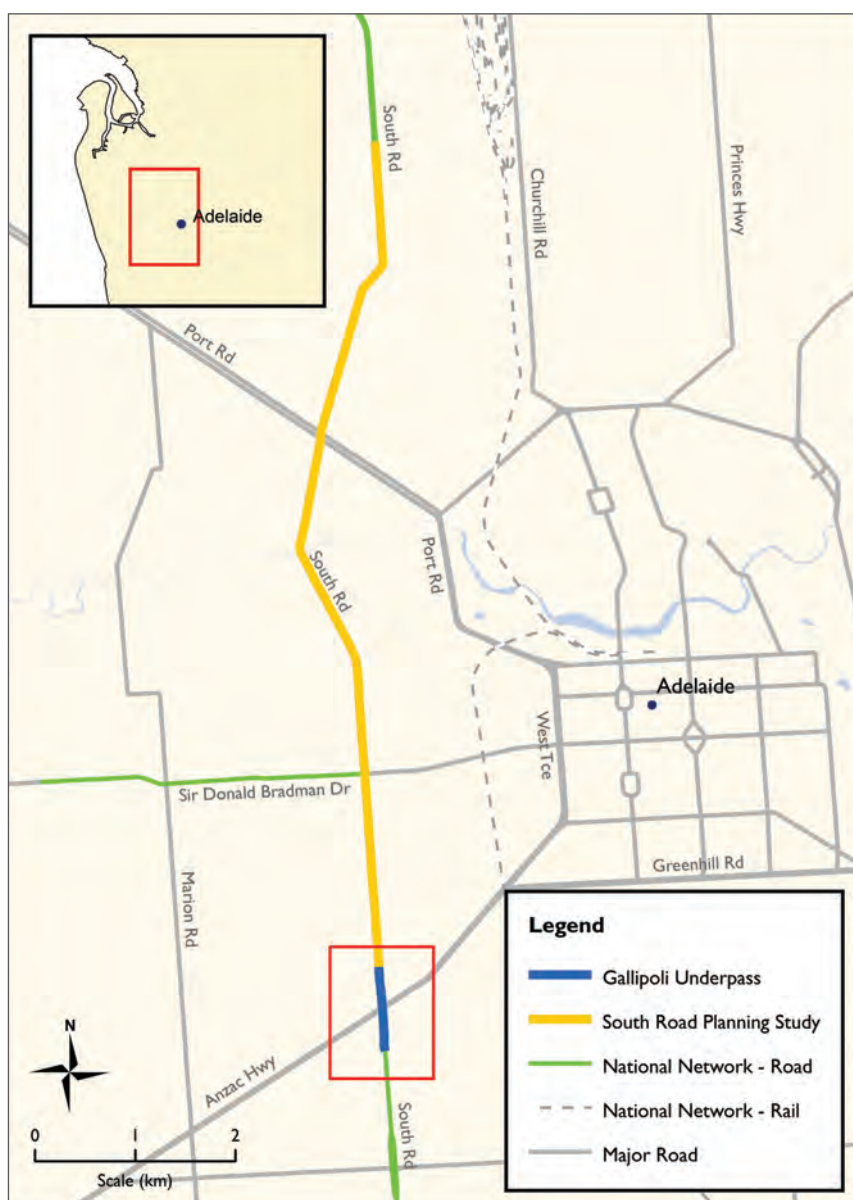 Adelaide
South Rd
Churchill Rd
Princes Hwy
Port Rd
South Rd
Port Rd
Adelaide
West Tce
Sir Donald Bradman Dr
Greenhill Rd
Marion Rd
Anzac Hwy
South Rd
N
0 1 2
Scale (km)
Legend
Gallipoli Underpass
South Road Planning Study
National Network - Road
National Network - Rail
Major Road